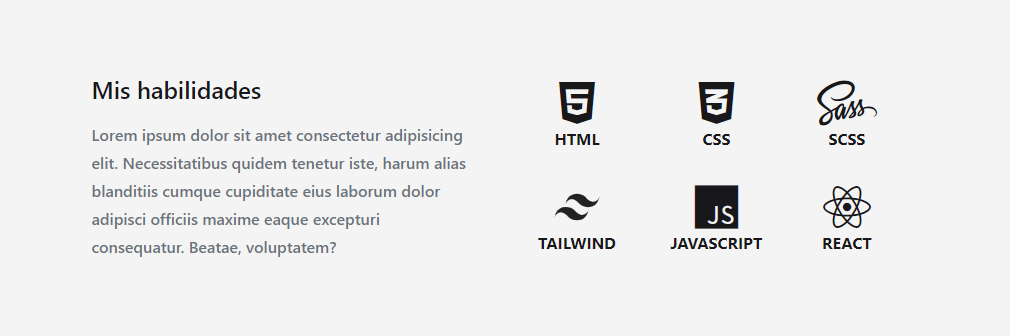 Mis habilidades
Lorem ipsum dolor sit amet consectetur adipisicing
elit. Necessitatibus quidem tenetur iste, harum alias
blanditiis cumque cupiditate eius laborum dolor
adipisci officiis maxime eaque excepturi
consequatur. Beatae, voluptatem?
5
HTML
3
CSS
Sass
SCSS
TAILWIND
JS
JAVASCRIPT
REACT